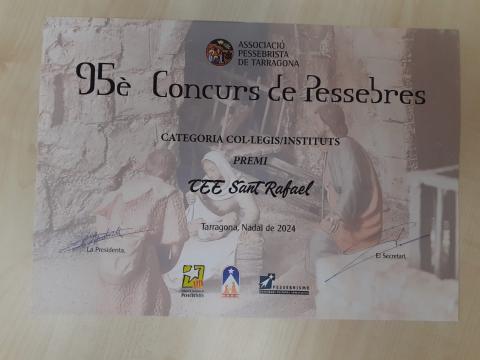 ASSOCIACIÓ
PESSEBRISTA
DE TARRAGONA
95è Concurs de Pessebres
CATEGORIA COL·LEGIS/INSTITUTS
PREMI
CEE Sant Rafael
Tarragona, Nadal de 2024
La Presidenta,
El Secretari,
PESSEBRISME